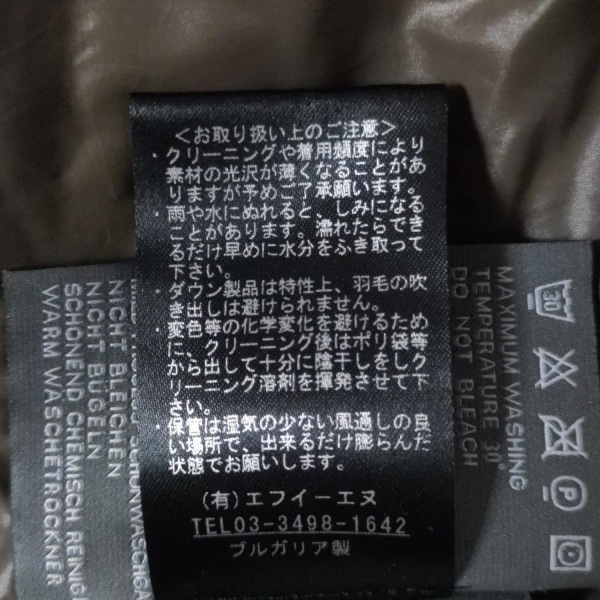 <お取り扱い上のご注意>
・クリーニングや着用頻度により
素材の光沢が薄くなることがあ
りますが予めご了承願います。
・雨や水にぬれると、しみになる
ことがあります。濡れたらでき
るだけ早めに水分をふき取って
下さい。
・ダウン製品は特性上、羽毛の吹
き出しは避けられません。
・変色等の化学変化を避けるため
に、クリーニング後はポリ袋等
から出して十分に陰干しをしク
リーニング溶剤を揮発させて下
さい。
・保管は湿気の少ない風通しの良
い場所で、出来るだけ膨らんだ
状態でお願いします。
(有)エフイーエヌ
TEL03-3498-1642
ブルガリア製
MAXIMUM WASHING
TEMPERATURE 30°
DO NOT BLEACH
30
P
NICHT BLEICHEN
NICHT BÜGELN
SCHONEND CHEMISCH REINIG
WARM WASCHETROCKNER